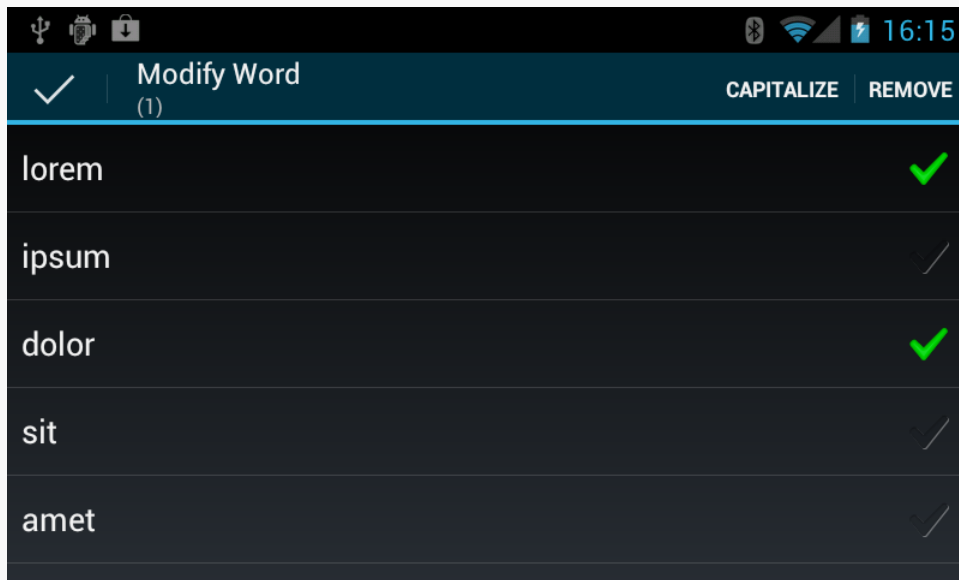 16:15
Modify Word
(1)
CAPITALIZE
REMOVE
lorem
ipsum
dolor
sit
amet